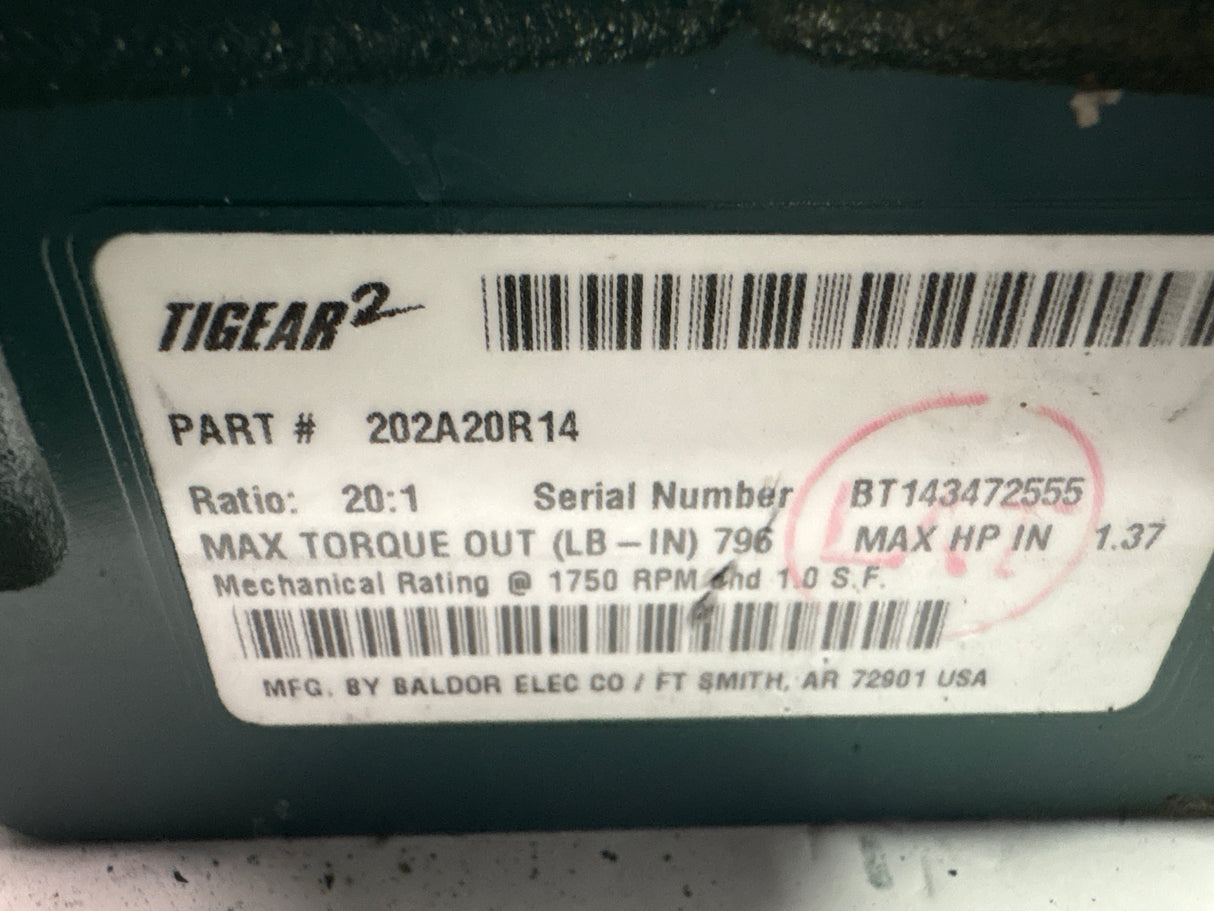 TIGEAR2
PART # 202A20R14
Ratio: 20:1 Serial Number BT143472555
MAX TORQUE OUT (LB-IN) 796 MAX HP IN 1.37
Mechanical Rating @ 1750 RPM and 1.0 S.F.
MFG. BY BALDOR ELEC CO / FT SMITH, AR 72901 USA